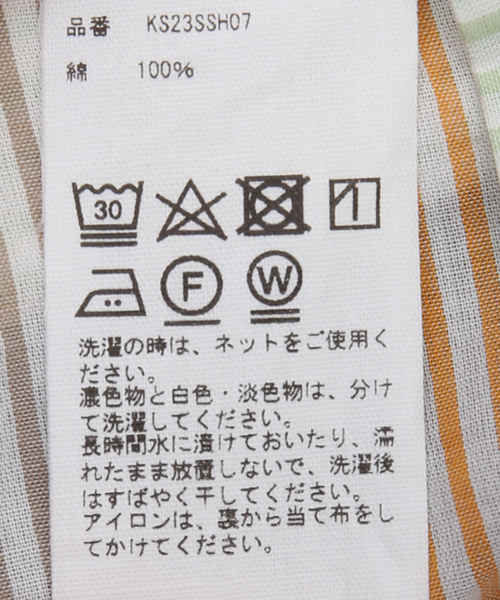 品番 KS23SSH07
綿 100%
30
F W
洗濯の時は、ネットをご使用く
ださい。
濃色物と白色・淡色物は、分け
て洗濯してください。
長時間水に漬けておいたり、濡
れたまま放置しないで、洗濯後
はすばやく干してください。
アイロンは、裏から当て布をし
てかけてください。